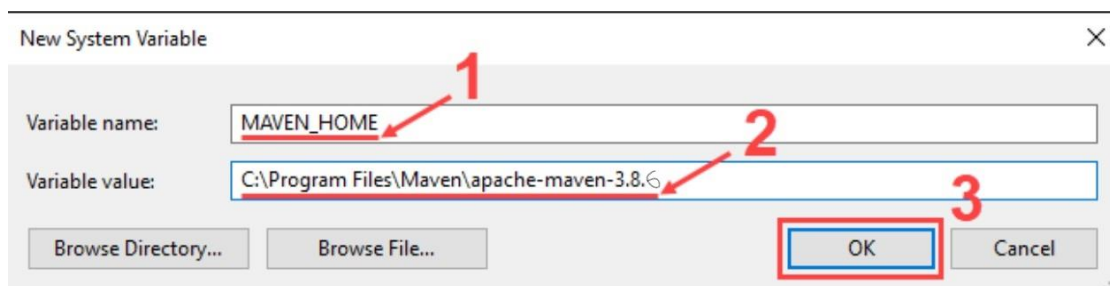 New System Variable
1
Variable name: MAVEN_HOME
2
Variable value: C:\Program Files\Maven\apache-maven-3.8.6
3
Browse Directory... Browse File... OK Cancel